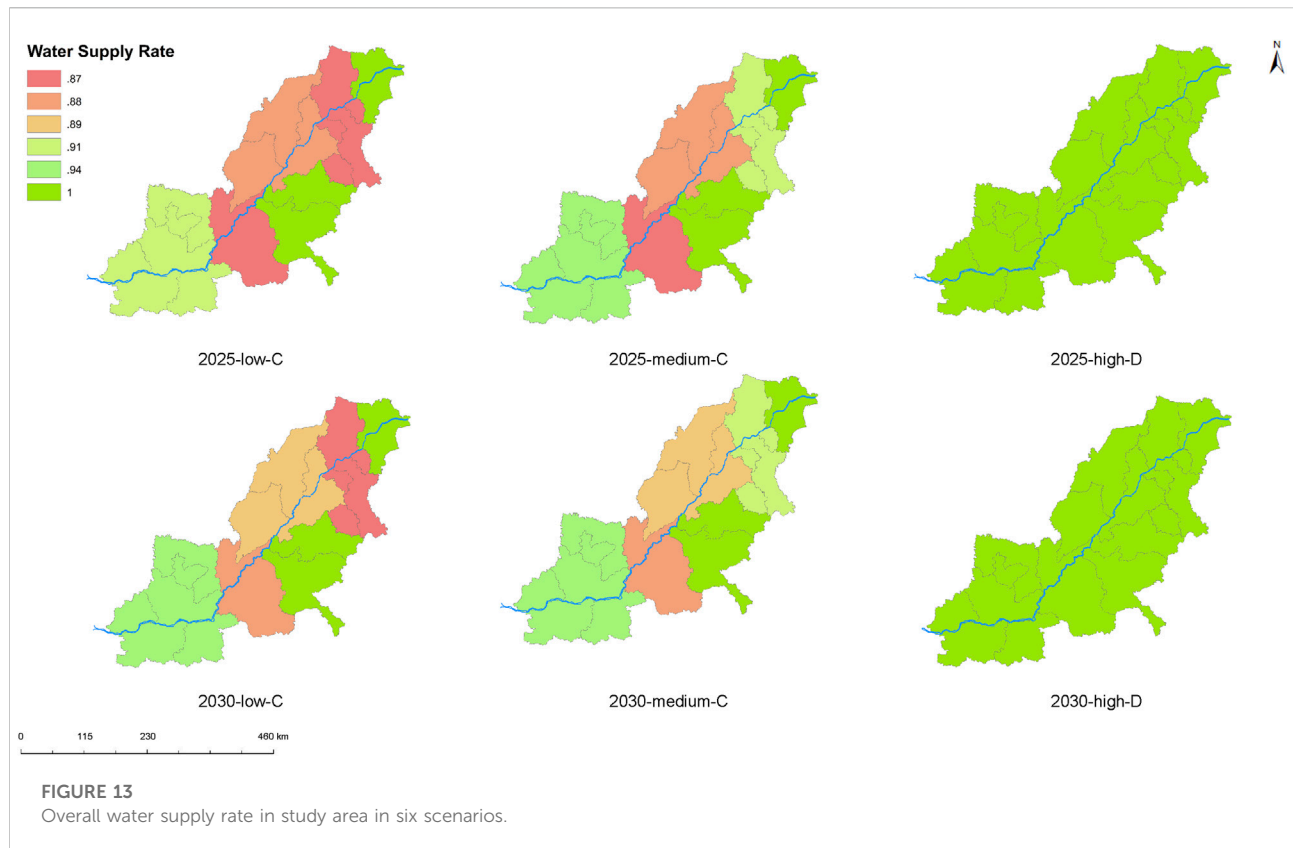 Water Supply Rate
N
.87
.88
.89
.91
.94
1
2025-low-C
2025-medium-C
2025-high-D
2030-low-C
2030-medium-C
2030-high-D
0 115 230 460 km
FIGURE 13
Overall water supply rate in study area in six scenarios.